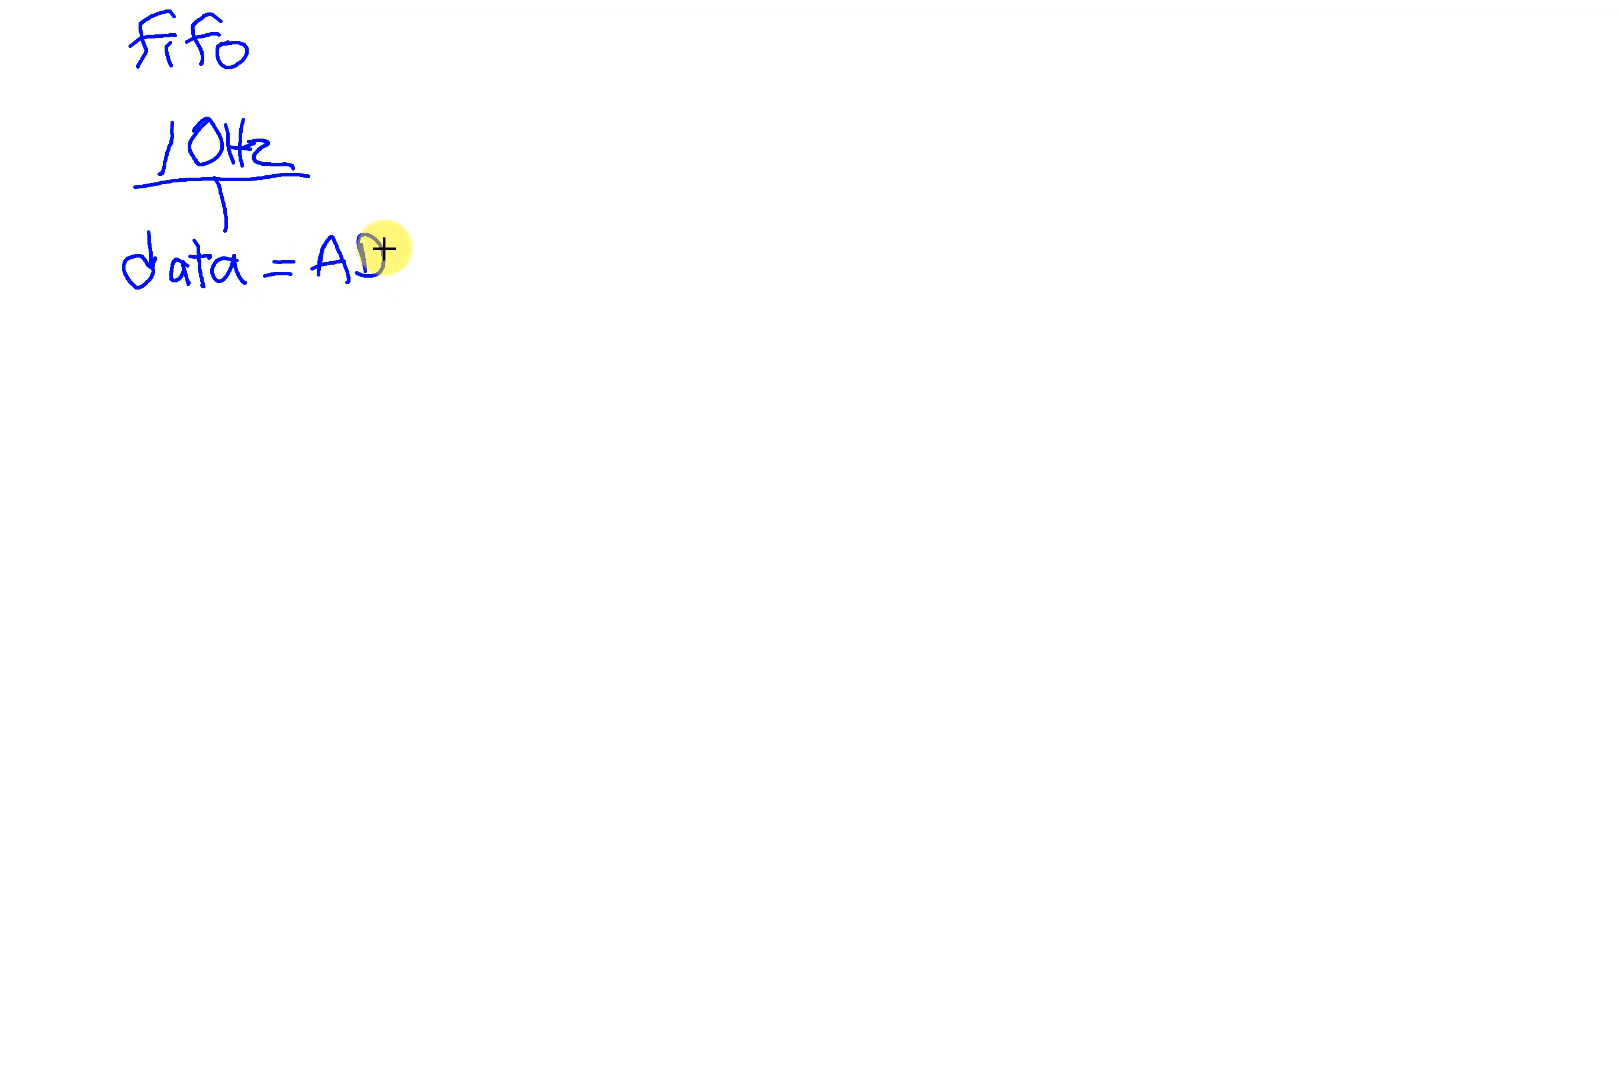 Fifo
10Hz
data = AD